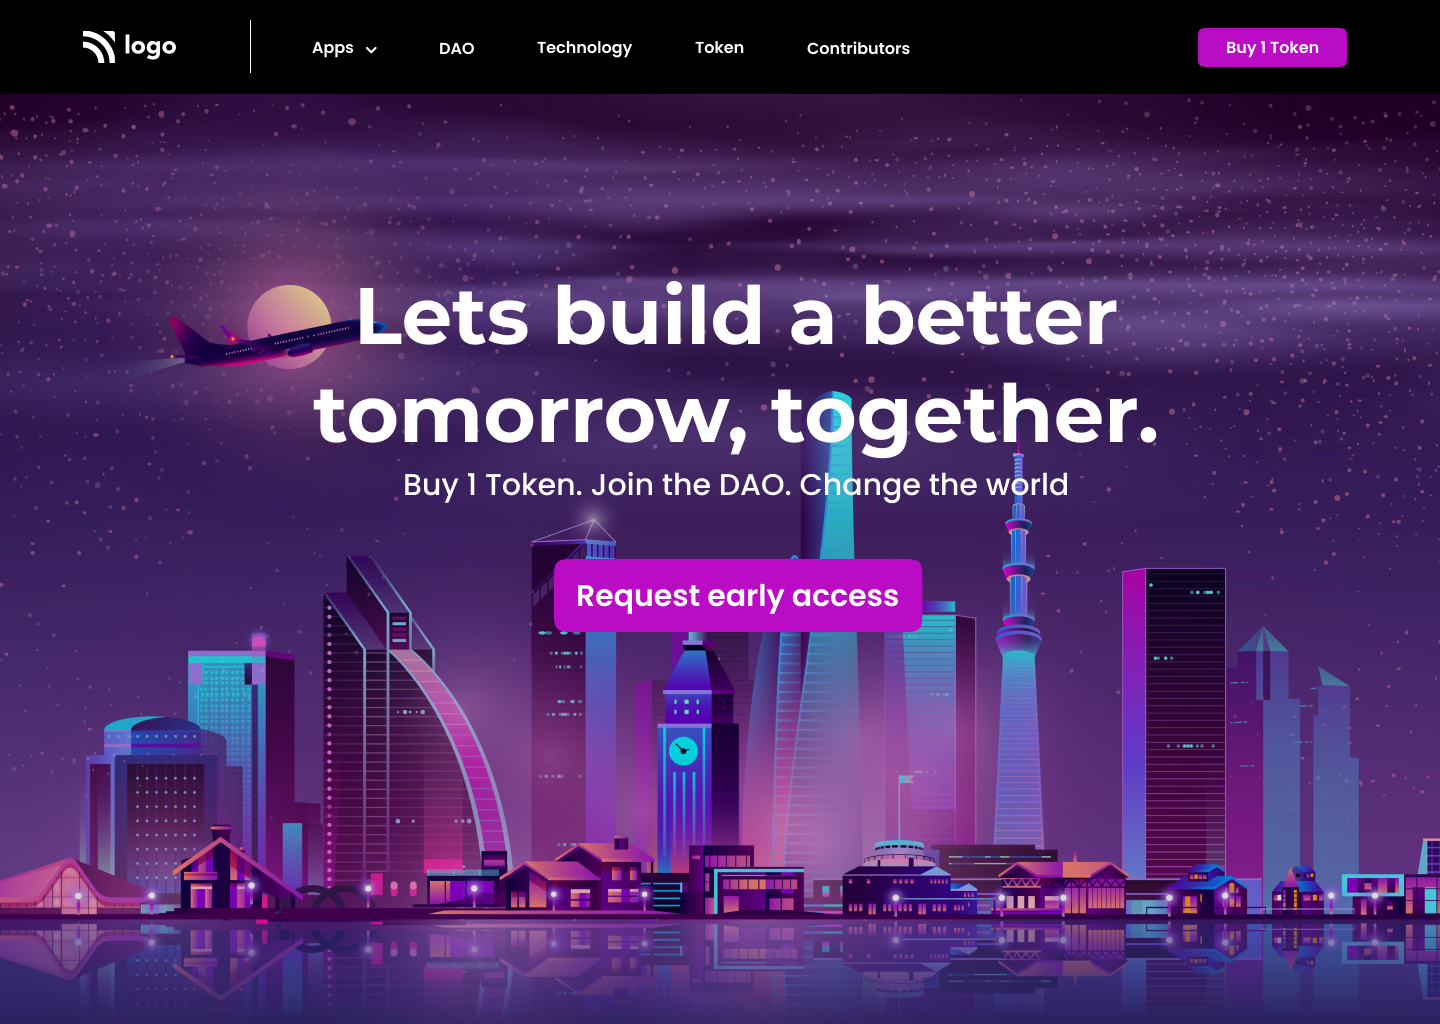 logo
Apps
DAO
Technology
Token
Contributors
Buy 1 Token
Lets build a better
tomorrow, together.
Buy 1 Token. Join the DAO. Change the world
Request early access